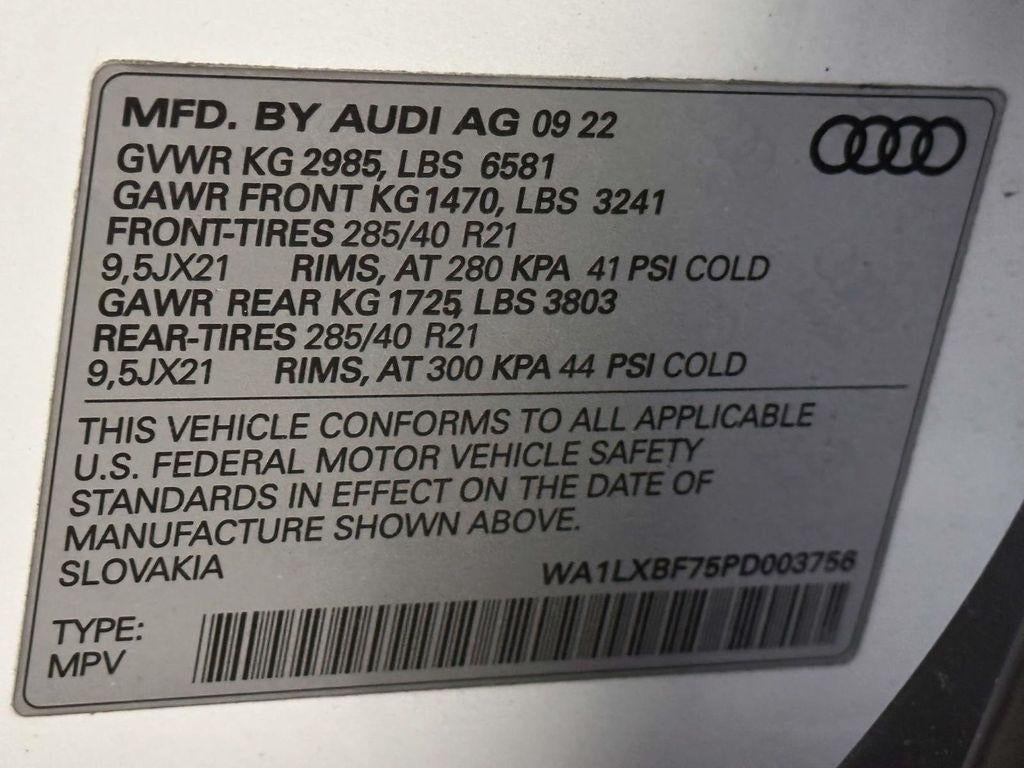 MFD. BY AUDI AG 09 22
GVWR KG 2985, LBS 6581
GAWR FRONT KG 1470, LBS 3241
FRONT-TIRES 285/40 R21
9,5JX21 RIMS, AT 280 KPA 41 PSI COLD
GAWR REAR KG 1725, LBS 3803
REAR-TIRES 285/40 R21
9,5JX21 RIMS, AT 300 KPA 44 PSI COLD
THIS VEHICLE CONFORMS TO ALL APPLICABLE
U.S. FEDERAL MOTOR VEHICLE SAFETY
STANDARDS IN EFFECT ON THE DATE OF
MANUFACTURE SHOWN ABOVE.
SLOVAKIA WA1LXBF75PD003756
TYPE:
MPV